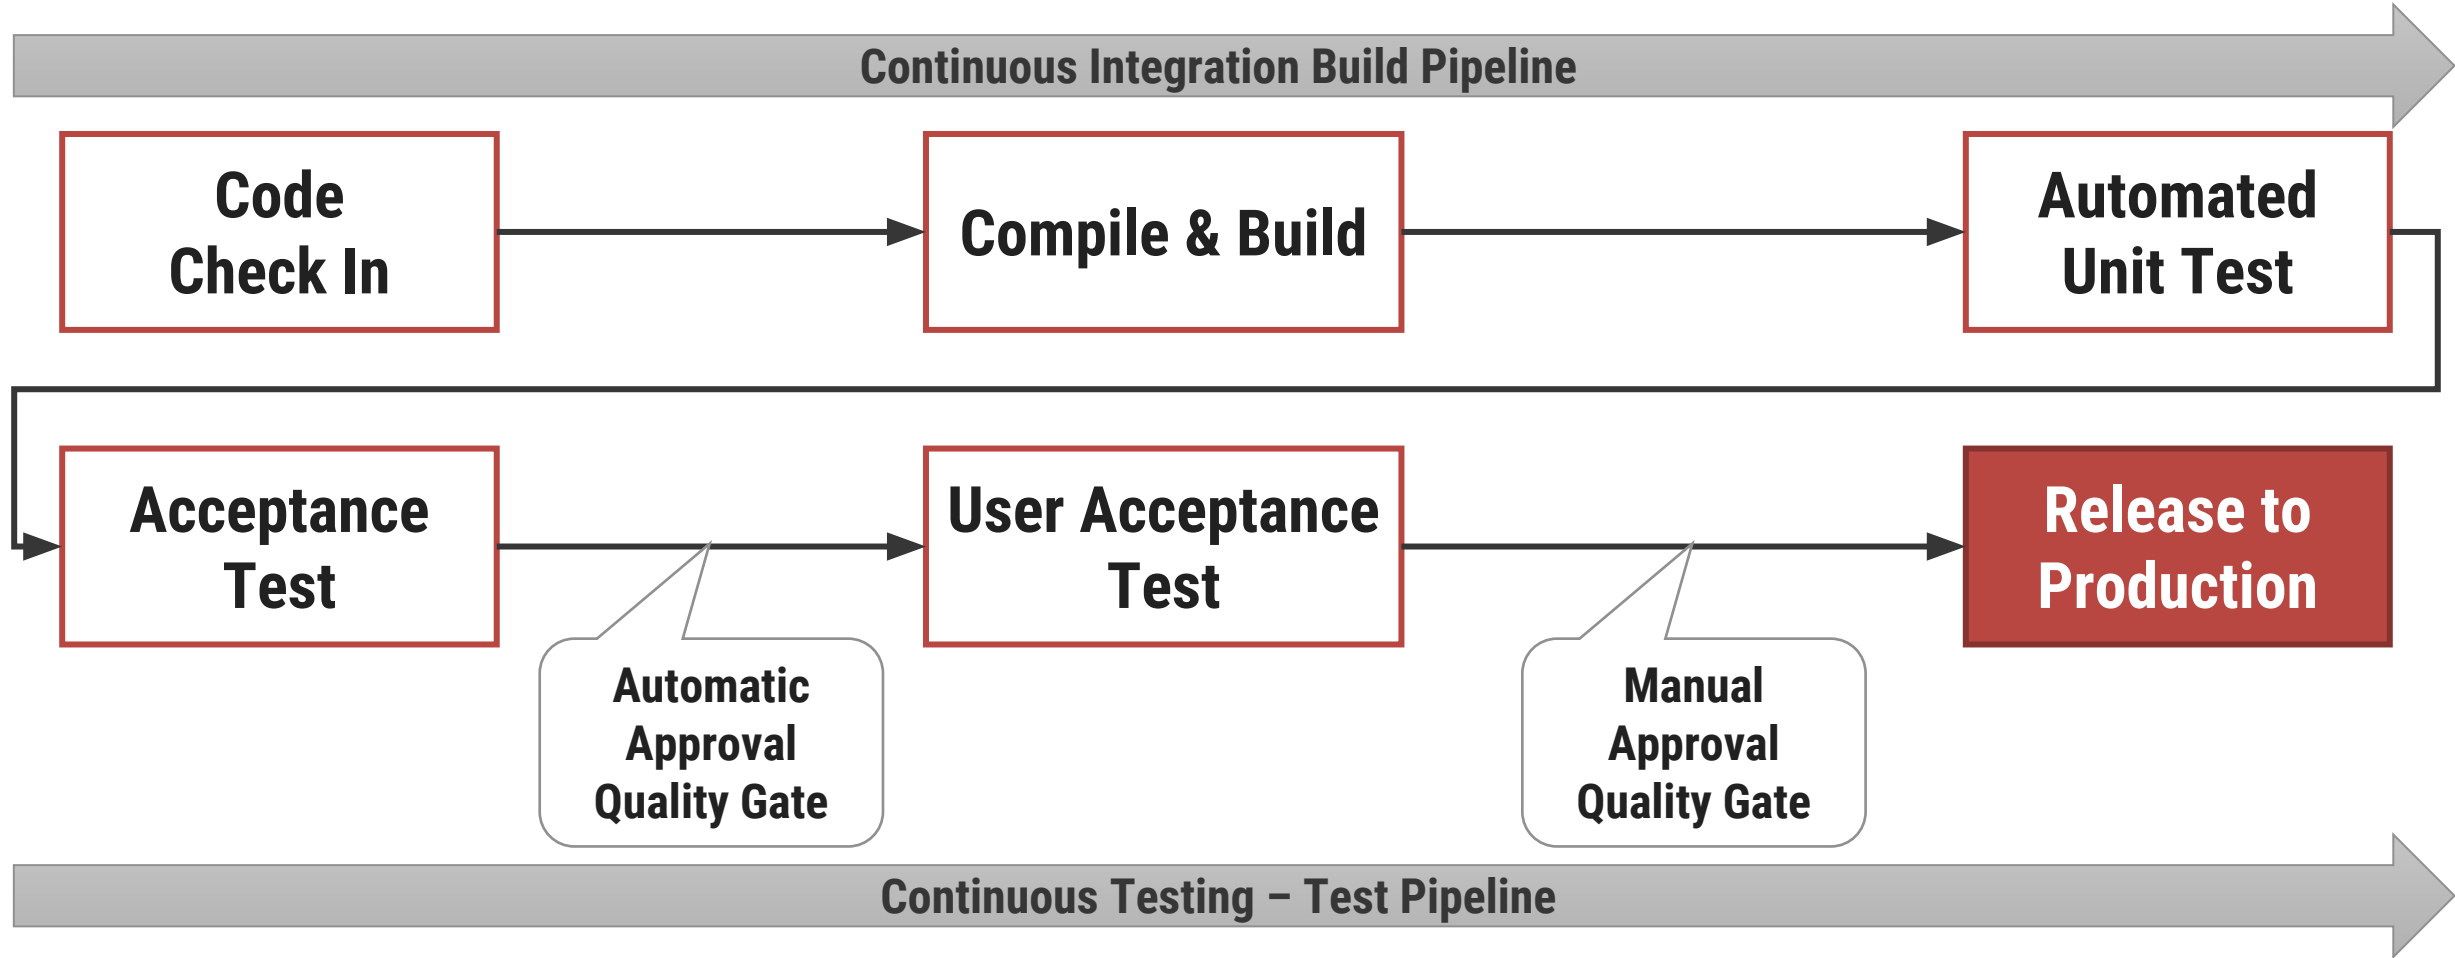 Continuous Integration Build Pipeline
Code
Check In
Compile & Build
Automated
Unit Test
Acceptance
Test
User Acceptance
Test
Release to
Production
Automatic
Approval
Quality Gate
Manual
Approval
Quality Gate
Continuous Testing – Test Pipeline